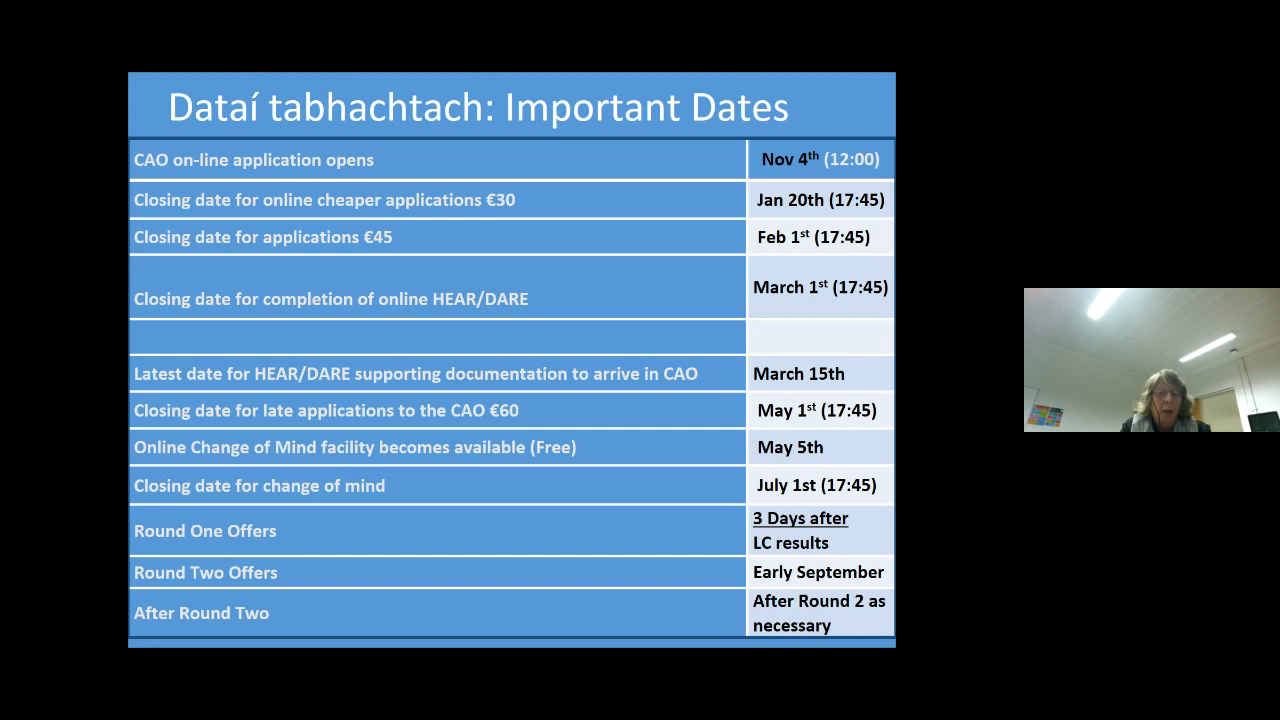 Dataí tabhachtach: Important Dates
CAO on-line application opens Nov 4th (12:00)
Closing date for online cheaper applications €30 Jan 20th (17:45)
Closing date for applications €45 Feb 1st (17:45)
Closing date for completion of online HEAR/DARE March 1st (17:45)
Latest date for HEAR/DARE supporting documentation to arrive in CAO March 15th
Closing date for late applications to the CAO €60 May 1st (17:45)
Online Change of Mind facility becomes available (Free) May 5th
Closing date for change of mind July 1st (17:45)
Round One Offers 3 Days after
LC results
Round Two Offers Early September
After Round Two After Round 2 as
necessary